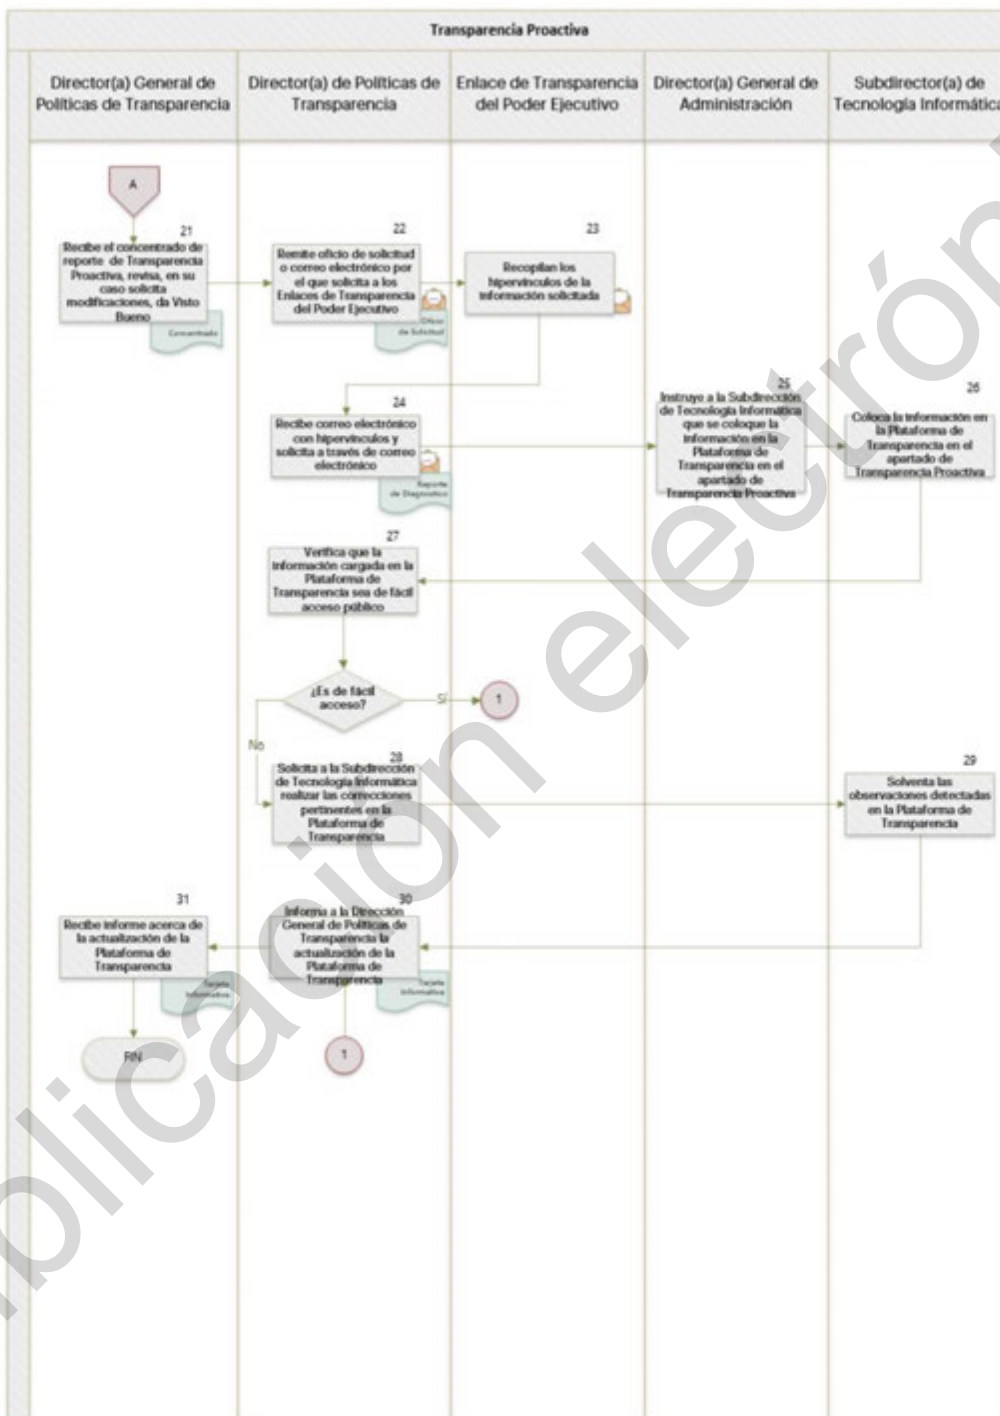 Transparencia Proactiva
Director(a) General de
Políticas de Transparencia
Director(a) de Políticas de
Transparencia
Enlace de Transparencia
del Poder Ejecutivo
Director(a) General de
Administración
Subdirector(a) de
Tecnología Informática
A
21
Recibe el concentrado de
reporte de Transparencia
Proactiva, revisa, en su
caso solicita
modificaciones, da Visto
Bueno
Concentrado
22
Remite oficio de solicitud
o correo electrónico por
el que solicita a los
Enlaces de Transparencia
del Poder Ejecutivo
Oficio
de Solicitud
23
Recopilan los
hipervínculos de la
información solicitada
24
Recibe correo electrónico
con hipervínculos y
solicita a través de correo
electrónico
Reporte
de Diagnostico
25
Instruye a la Subdirección
de Tecnología Informática
que se coloque la
información en la
Plataforma de
Transparencia en el
apartado de
Transparencia Proactiva
26
Coloca la información en
la Plataforma de
Transparencia en el
apartado de
Transparencia Proactiva
27
Verifica que la
información cargada en la
Plataforma de
Transparencia sea de fácil
acceso público
¿Es de fácil
acceso?
Sí
1
No
28
Solicita a la Subdirección
de Tecnología Informática
realizar las correcciones
pertinentes en la
Plataforma de
Transparencia
29
Solventa las
observaciones detectadas
en la Plataforma de
Transparencia
30
Informa a la Dirección
General de Políticas de
Transparencia la
actualización de la
Plataforma de
Transparencia
Tarjeta
Informativa
31
Recibe informe acerca de
la actualización de la
Plataforma de
Transparencia
Tarjeta
Informativa
FIN
1
plicación electrón